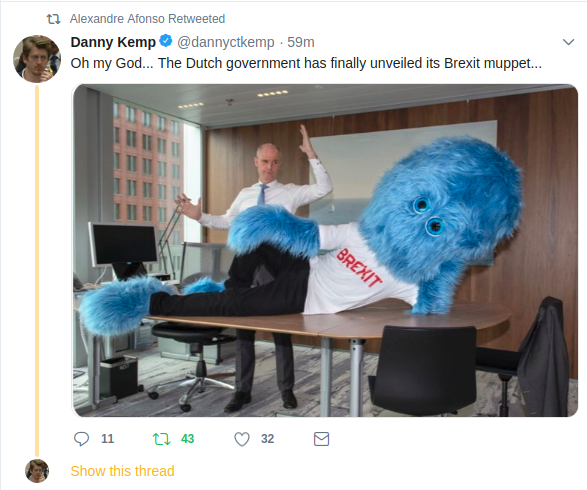 Alexandre Afonso Retweeted
Danny Kemp @dannyctkemp · 59m
Oh my God... The Dutch government has finally unveiled its Brexit muppet...
BREXIT
11 43 32
Show this thread